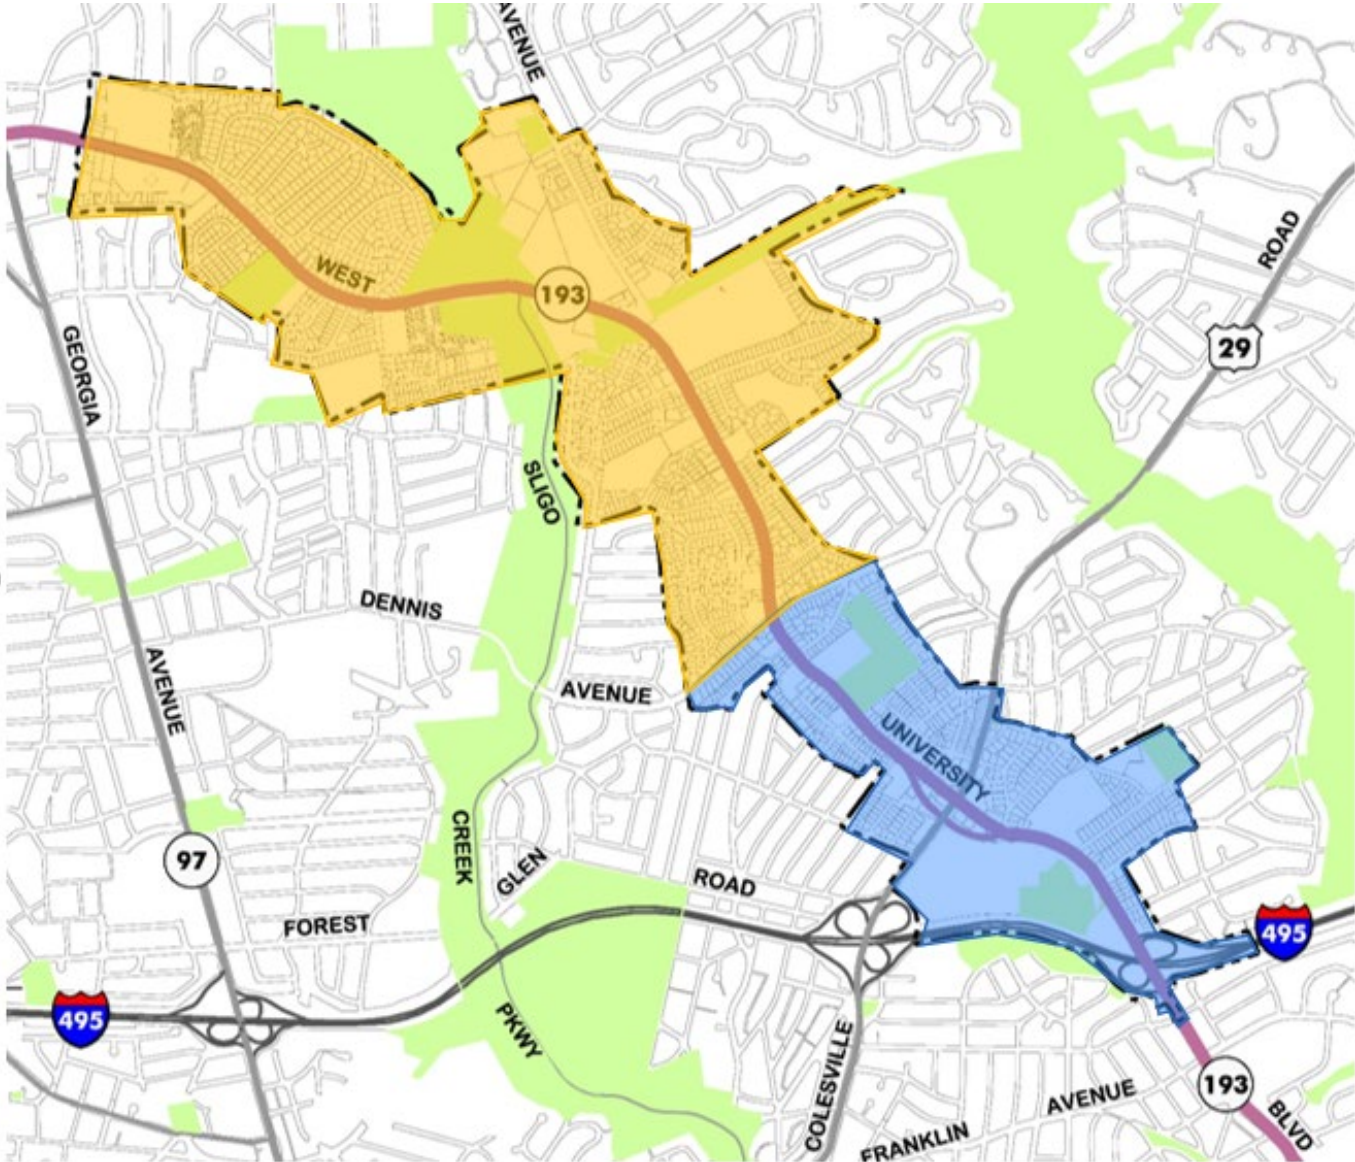 AVENUE
ROAD
WEST
193
29
GEORGIA
SLIGO
DENNIS
AVENUE
AVENUE
UNIVERSITY
CREEK
GLEN
97
ROAD
FOREST
495
495
PKWY
COLESVILLE
193
AVENUE
BLVD
FRANKLIN